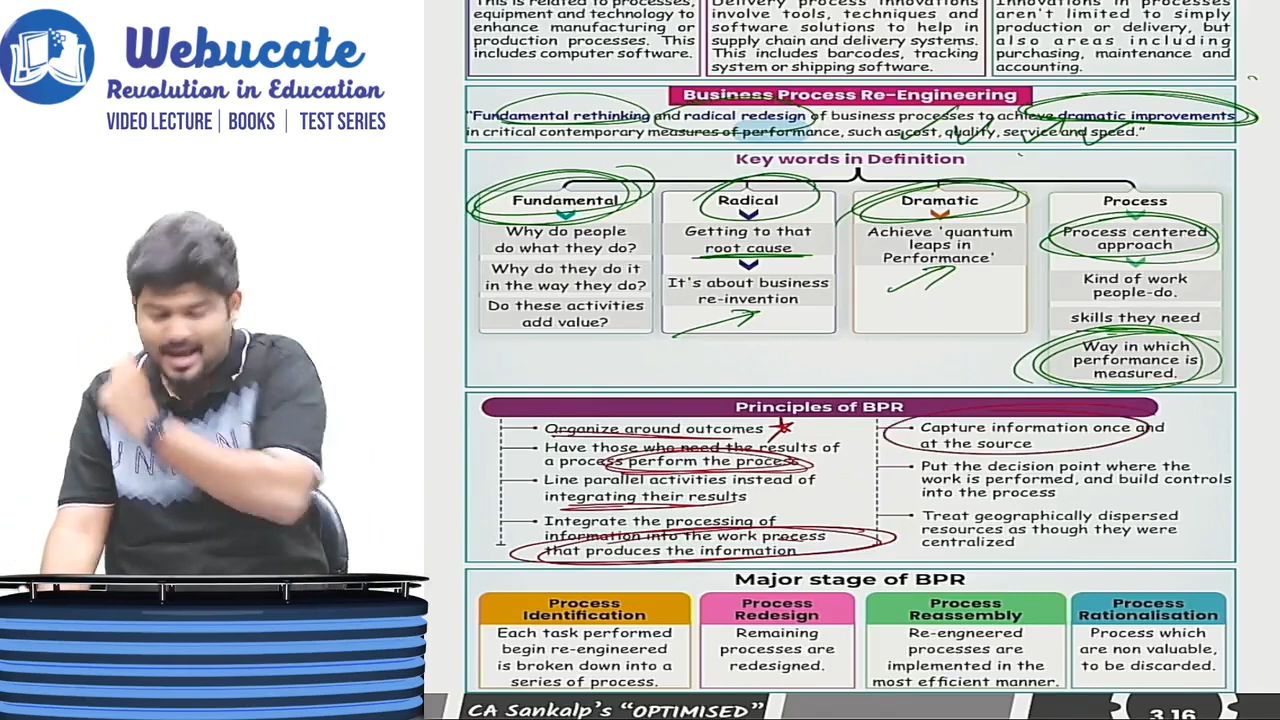 Webucate
Revolution in Education
VIDEO LECTURE | BOOKS | TEST SERIES
This is related to processes,
equipment and technology to
enhance manufacturing or
production processes. This
includes computer software.
Delivery process innovations
involve tools, techniques and
software solutions to help in
supply chain and delivery systems.
This includes barcodes, tracking
system or shipping software.
Innovations in processes
aren't limited to simply
production or delivery, but
also areas including
purchasing, maintenance and
accounting.
Business Process Re-Engineering
"Fundamental rethinking and radical redesign of business processes to achieve dramatic improvements
in critical contemporary measures of performance, such as cost, quality, service and speed."
Key words in Definition
Fundamental
Why do people
do what they do?
Why do they do it
in the way they do?
Do these activities
add value?
Radical
Getting to that
root cause
It's about business
re-invention
Dramatic
Achieve 'quantum
leaps in
Performance'
Process
Process centered
approach
Kind of work
people-do.
skills they need
Way in which
performance is
measured.
Principles of BPR
Organize around outcomes
Have those who need the results of
a process perform the process
Line parallel activities instead of
integrating their results
Integrate the processing of
information into the work process
that produces the information
Capture information once and
at the source
Put the decision point where the
work is performed, and build controls
into the process
Treat geographically dispersed
resources as though they were
centralized
Major stage of BPR
Process
Identification
Each task performed
begin re-engineered
is broken down into a
series of process.
Process
Redesign
Remaining
processes are
redesigned.
Process
Reassembly
Re-engneered
processes are
implemented in the
most efficient manner.
Process
Rationalisation
Process which
are non valuable,
to be discarded.
CA Sankalp's "OPTIMISED"
3.16